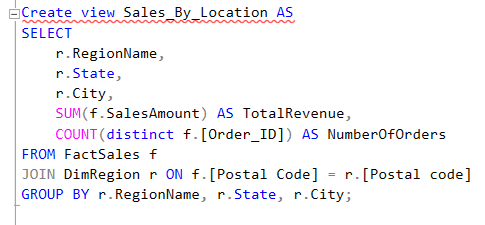 Create view Sales_By_Location AS
SELECT
r.RegionName,
r.State,
r.City,
SUM(f.SalesAmount) AS TotalRevenue,
COUNT(distinct f.[Order_ID]) AS NumberOfOrders
FROM FactSales f
JOIN DimRegion r ON f.[Postal Code] = r.[Postal code]
GROUP BY r.RegionName, r.State, r.City;